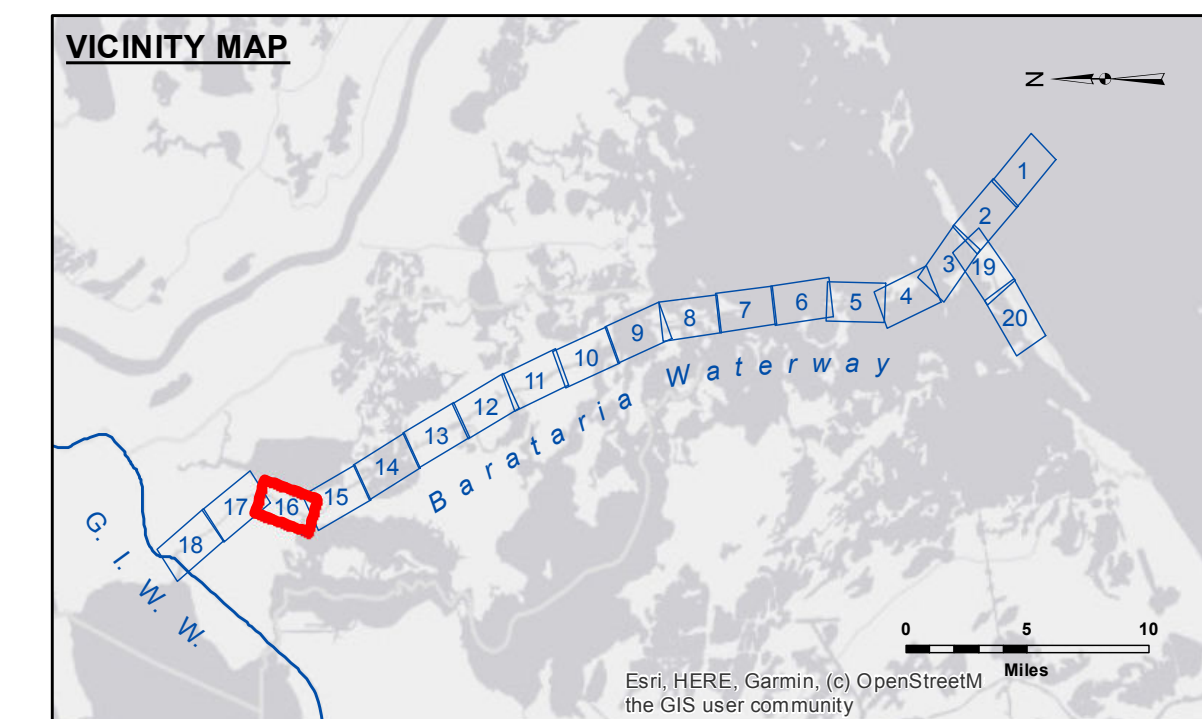 VICINITY MAP
N
1
2
3
19
4
20
5
6
7
8
9
10
11
12
13
14
15
16
17
18
Barataria Waterway
G. I. W. W.
0 5 10
Miles
Esri, HERE, Garmin, (c) OpenStreetM
the GIS user community